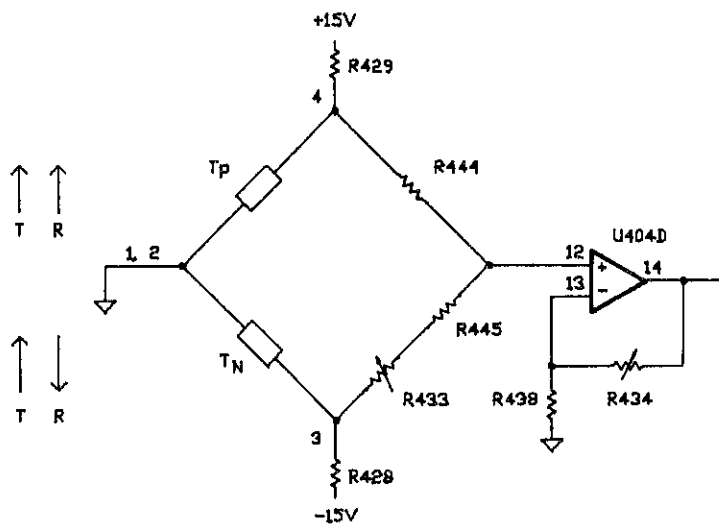 +15V
R429
4
Tp
R444
T R
U404D
1, 2
12
+
14
13
-
R445
TN
R433
R438
R434
T R
3
R428
-15V